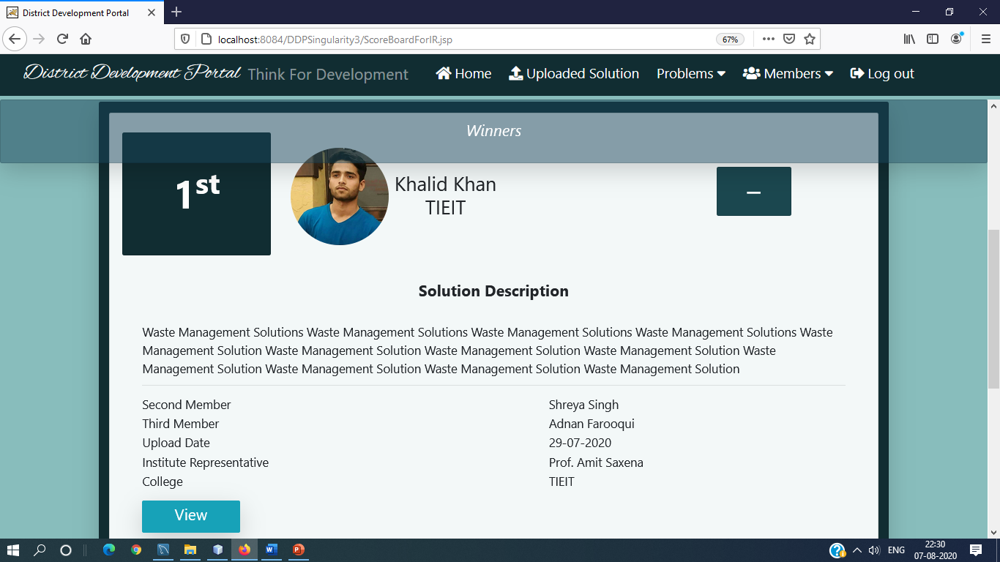 District Development Portal
localhost:8084/DDPSingularity3/ScoreBoardForIR.jsp
67%
District Development Portal Think For Development Home Uploaded Solution Problems Members Log out
Winners
1st
Khalid Khan
TIEIT
Solution Description
Waste Management Solutions Waste Management Solutions Waste Management Solutions Waste Management Solutions Waste
Management Solution Waste Management Solution Waste Management Solution Waste Management Solution Waste
Management Solution Waste Management Solution Waste Management Solution Waste Management Solution
Second Member Shreya Singh
Third Member Adnan Farooqui
Upload Date 29-07-2020
Institute Representative Prof. Amit Saxena
College TIEIT
View
ENG
22:30
07-08-2020